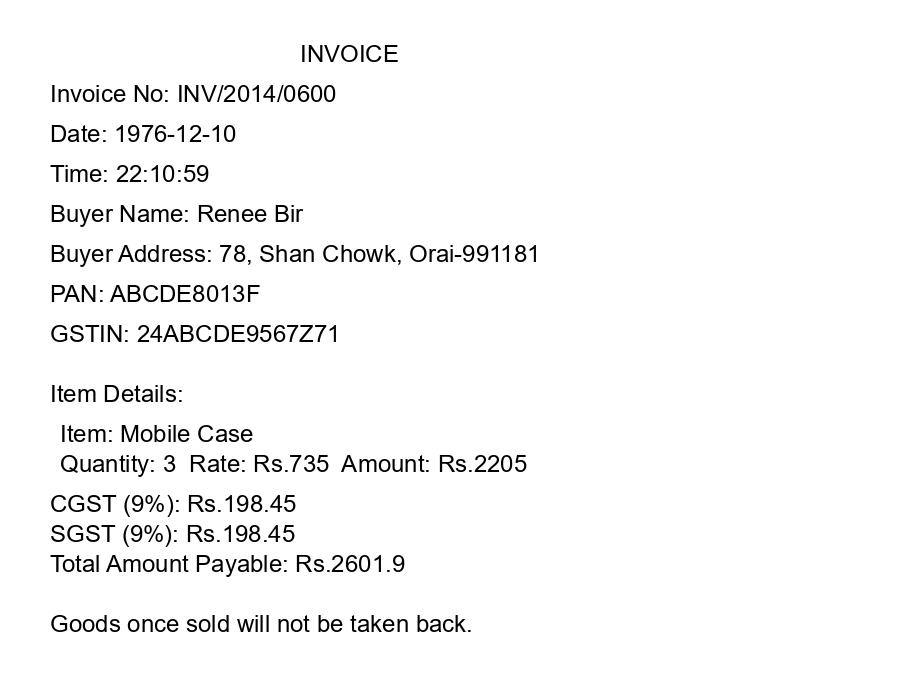 INVOICE
Invoice No: INV/2014/0600
Date: 1976-12-10
Time: 22:10:59
Buyer Name: Renee Bir
Buyer Address: 78, Shan Chowk, Orai-991181
PAN: ABCDE8013F
GSTIN: 24ABCDE9567Z71
Item Details:
Item: Mobile Case
Quantity: 3  Rate: Rs.735  Amount: Rs.2205
CGST (9%): Rs.198.45
SGST (9%): Rs.198.45
Total Amount Payable: Rs.2601.9
Goods once sold will not be taken back.